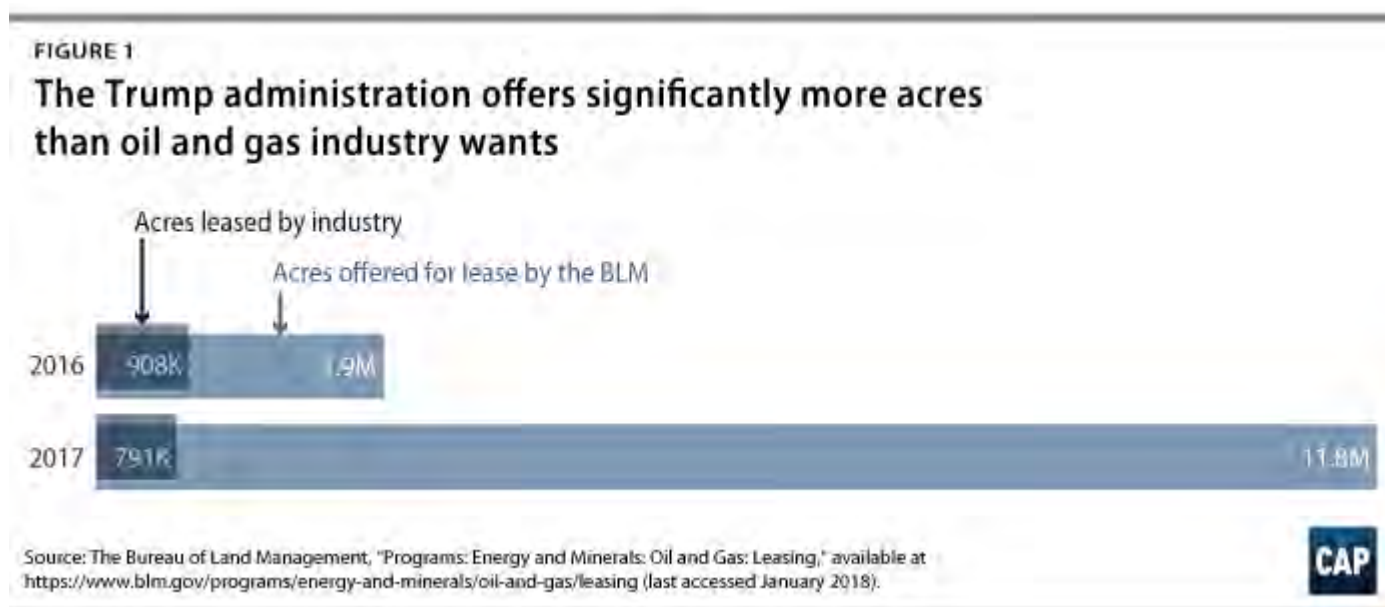 FIGURE 1
The Trump administration offers significantly more acres
than oil and gas industry wants
Acres leased by industry
Acres offered for lease by the BLM
2016 908K 1.9M
2017 791K 11.8M
Source: The Bureau of Land Management, "Programs: Energy and Minerals: Oil and Gas: Leasing," available at
https://www.blm.gov/programs/energy-and-minerals/oil-and-gas/leasing (last accessed January 2018).
CAP